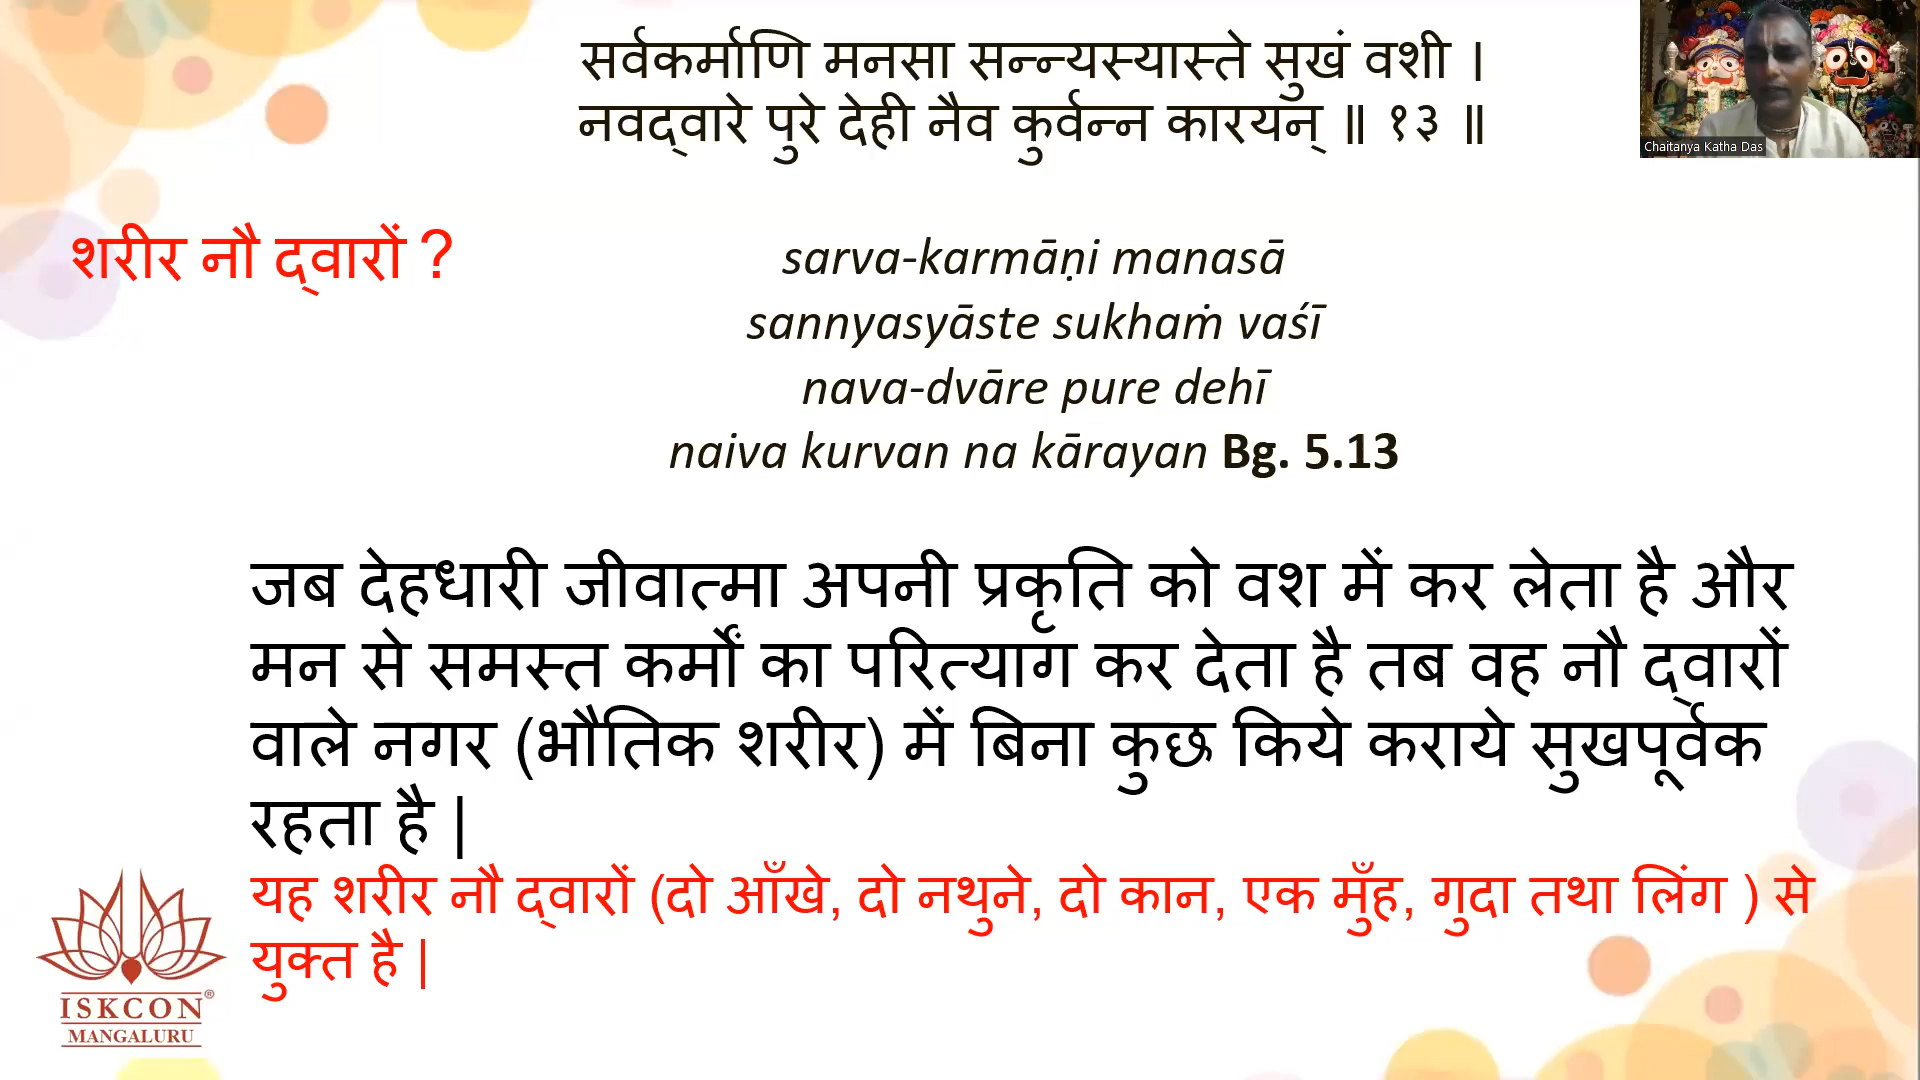 सर्वकर्माणि मनसा सन्न्यस्यास्ते सुखं वशी ।
नवद्वारे पुरे देही नैव कुर्वन्न कारयन् ॥ १३ ॥
Chaitanya Katha Das
शरीर नौ द्वारों ?
sarva-karmāṇi manasā
sannyasyāste sukhaṁ vaśī
nava-dvāre pure dehī
naiva kurvan na kārayan Bg. 5.13
जब देहधारी जीवात्मा अपनी प्रकृति को वश में कर लेता है और
मन से समस्त कर्मों का परित्याग कर देता है तब वह नौ द्वारों
वाले नगर (भौतिक शरीर) में बिना कुछ किये कराये सुखपूर्वक
रहता है |
यह शरीर नौ द्वारों (दो आँखे, दो नथुने, दो कान, एक मुँह, गुदा तथा लिंग ) से
युक्त है |
ISKCON®
MANGALURU